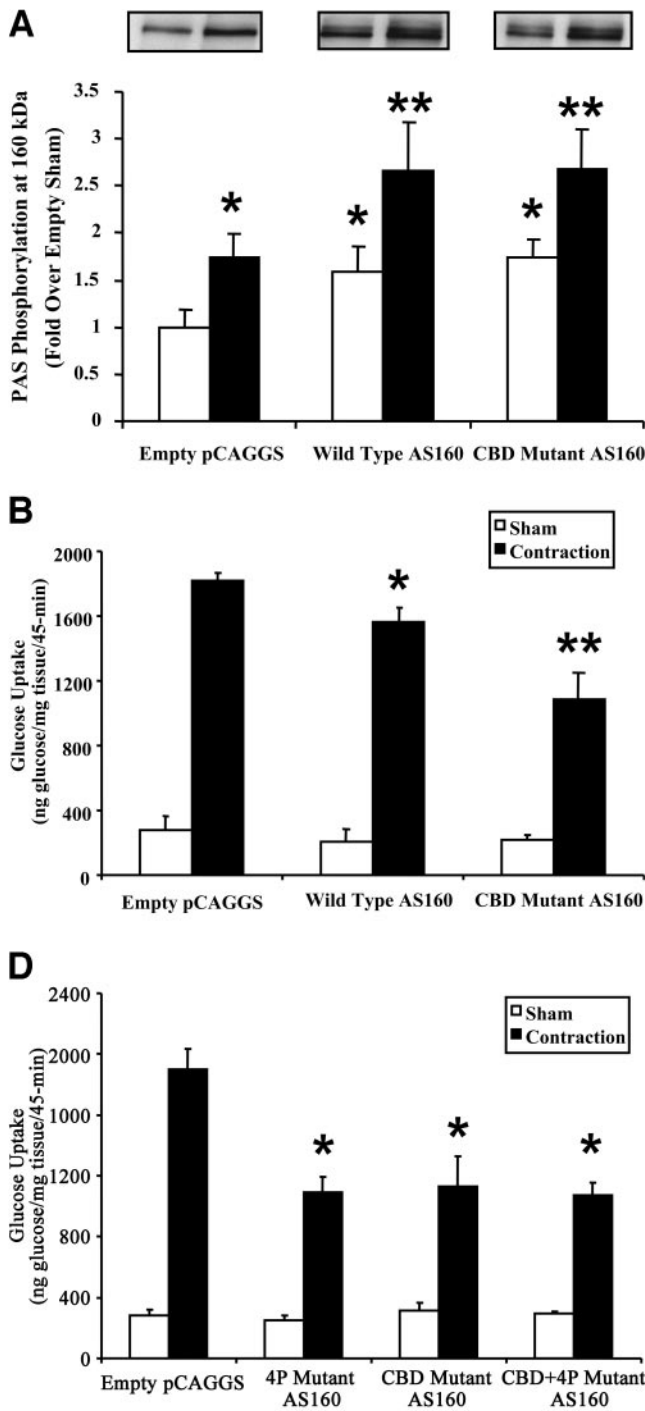 A
PAS Phosphorylation at 160 kDa
(Fold Over Empty Sham)
3.5
3
2.5
2
1.5
1
0.5
0
*
*
**
*
**
Empty pCAGGS Wild Type AS160 CBD Mutant AS160
B
Sham
Contraction
Glucose Uptake
(ng glucose/mg tissue/45-min)
2000
1600
1200
800
400
0
*
**
Empty pCAGGS Wild Type AS160 CBD Mutant AS160
D
Sham
Contraction
Glucose Uptake
(ng glucose/mg tissue/45-min)
2400
2000
1000
1200
800
400
0
*
*
*
Empty pCAGGS 4P Mutant CBD Mutant CBD+4P Mutant
AS160 AS160 AS160